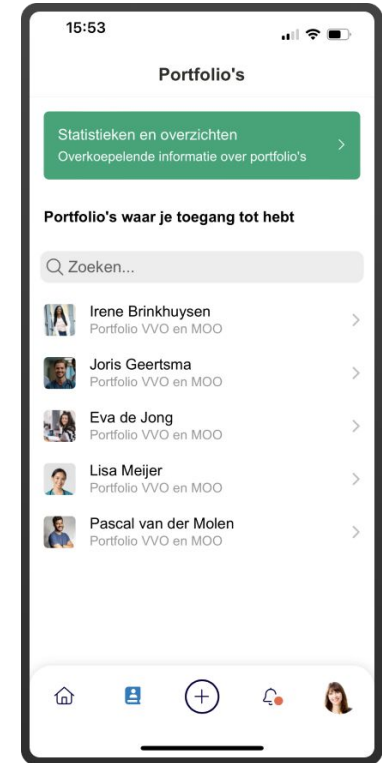 15:53
Portfolio's
Statistieken en overzichten
Overkoepelende informatie over portfolio's
Portfolio's waar je toegang tot hebt
Zoeken...
Irene Brinkhuysen
Portfolio VVO en MOO
Joris Geertsma
Portfolio VVO en MOO
Eva de Jong
Portfolio VVO en MOO
Lisa Meijer
Portfolio VVO en MOO
Pascal van der Molen
Portfolio VVO en MOO